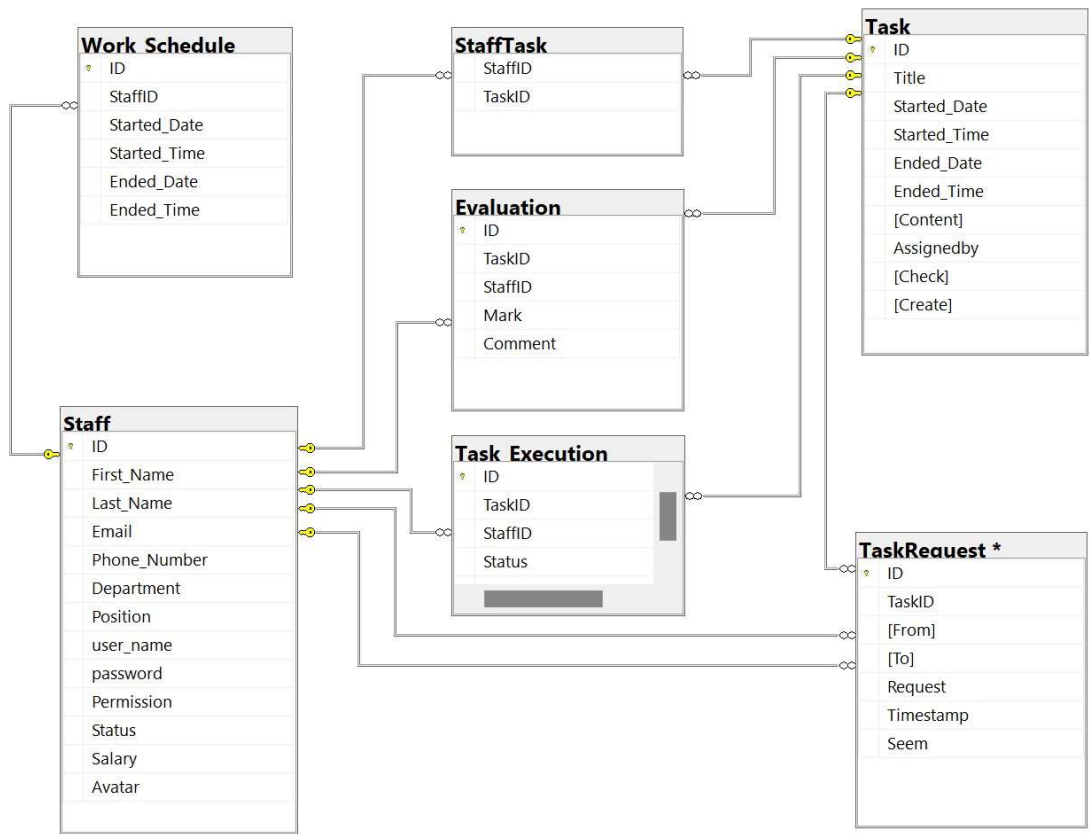 Work_Schedule
ID
StaffID
Started_Date
Started_Time
Ended_Date
Ended_Time
StaffTask
StaffID
TaskID
Task
ID
Title
Started_Date
Started_Time
Ended_Date
Ended_Time
[Content]
Assignedby
[Check]
[Create]
Evaluation
ID
TaskID
StaffID
Mark
Comment
Staff
ID
First_Name
Last_Name
Email
Phone_Number
Department
Position
user_name
password
Permission
Status
Salary
Avatar
Task_Execution
ID
TaskID
StaffID
Status
TaskRequest *
ID
TaskID
[From]
[To]
Request
Timestamp
Seem